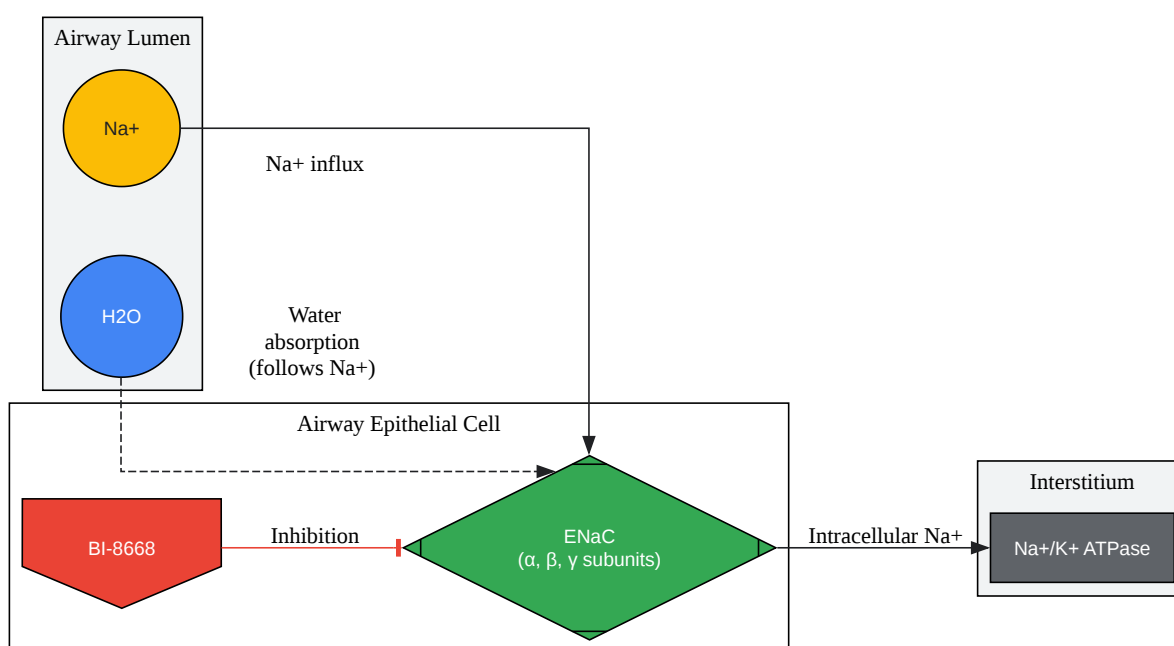 Airway Lumen
Na+
Na+ influx
H2O
Water
absorption
(follows Na+)
Airway Epithelial Cell
BI-8668
Inhibition
ENaC
(α, β, γ subunits)
Intracellular Na+
Interstitium
Na+/K+ ATPase